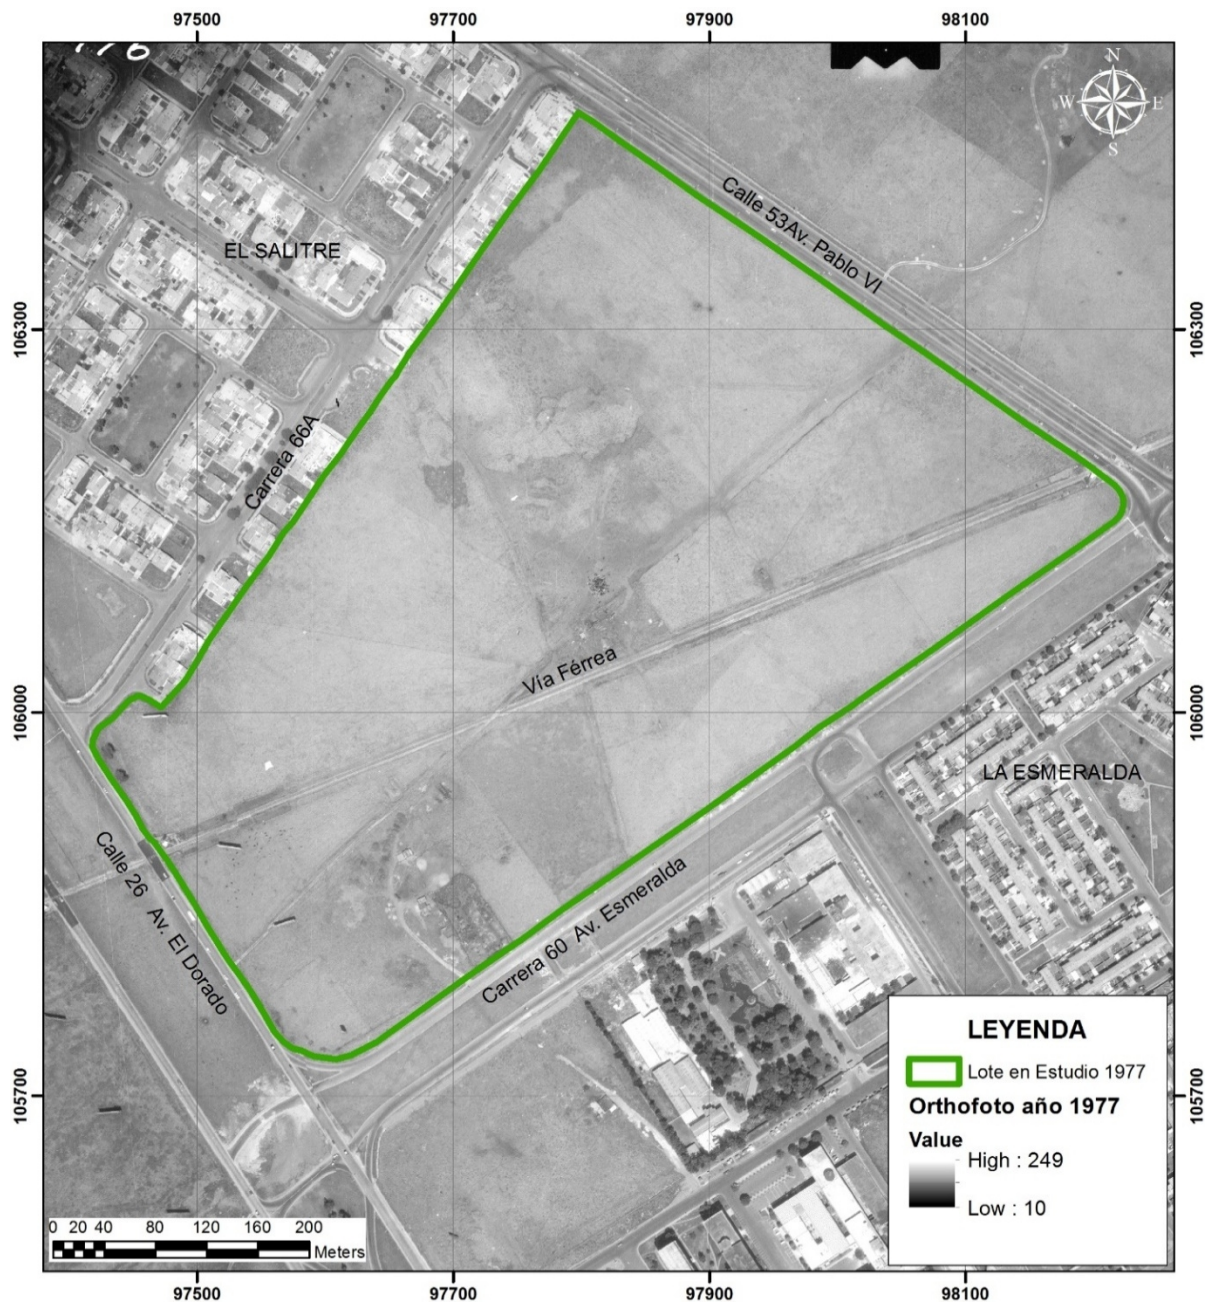 97500 97700 97900 98100
776
N
W E
S
Calle 53Av. Pablo VI
EL SALITRE
106300 106300
Carrera 66A
Vía Férrea
106000 106000
LA ESMERALDA
Calle 26 Av. El Dorado
Carrera 60 Av. Esmeralda
LEYENDA
Lote en Estudio 1977
Orthofoto año 1977
Value
High : 249
Low : 10
105700 105700
0 20 40 80 120 160 200
Meters
97500 97700 97900 98100